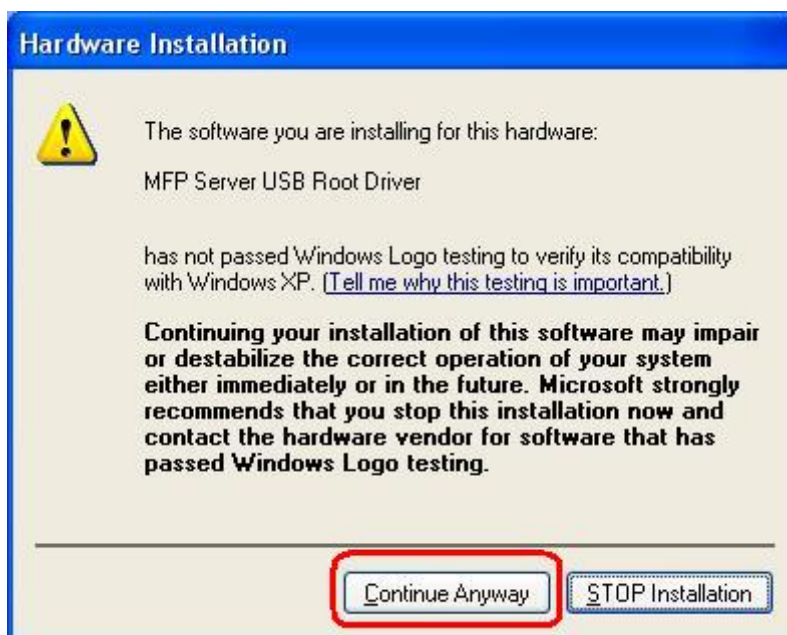 Hardware Installation
The software you are installing for this hardware:
MFP Server USB Root Driver
has not passed Windows Logo testing to verify its compatibility
with Windows XP. (Tell me why this testing is important.)
Continuing your installation of this software may impair
or destabilize the correct operation of your system
either immediately or in the future. Microsoft strongly
recommends that you stop this installation now and
contact the hardware vendor for software that has
passed Windows Logo testing.
Continue Anyway
STOP Installation